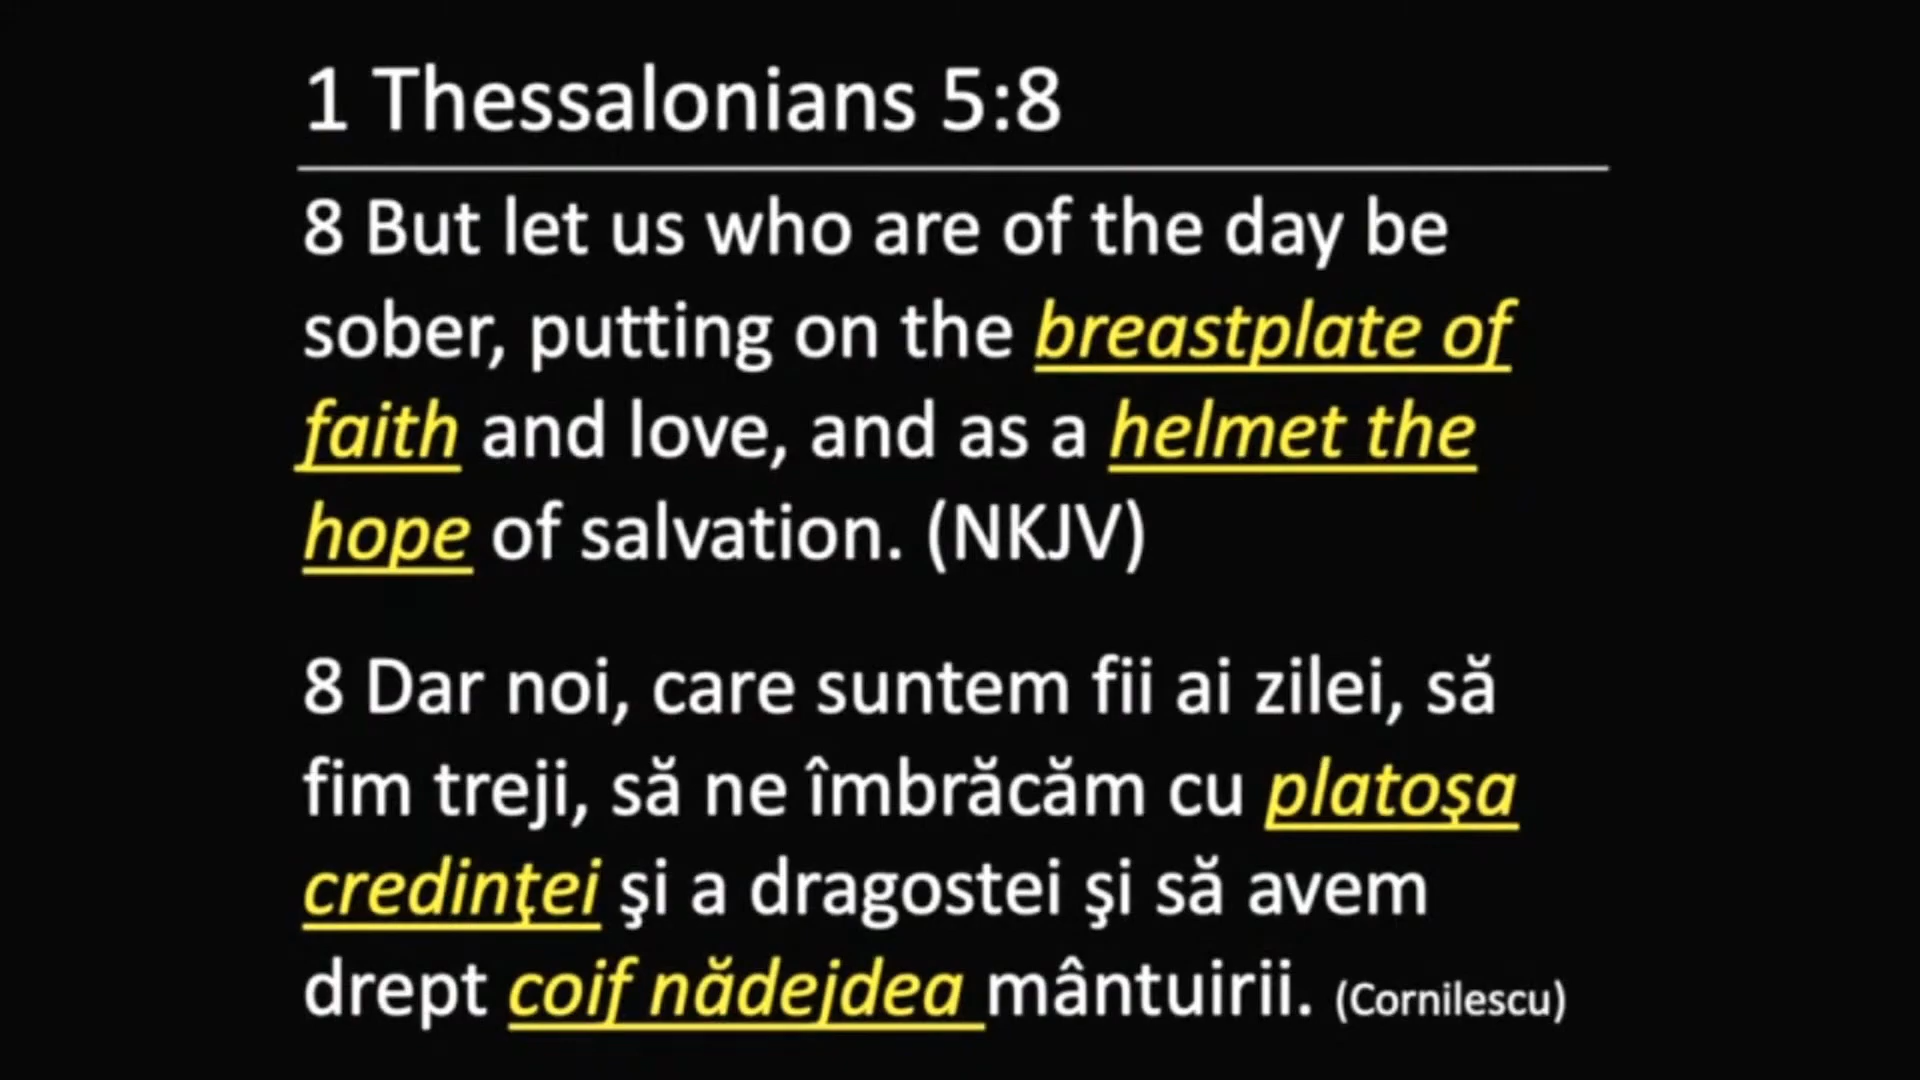 1 Thessalonians 5:8
8 But let us who are of the day be
sober, putting on the breastplate of
faith and love, and as a helmet the
hope of salvation. (NKJV)
8 Dar noi, care suntem fii ai zilei, să
fim treji, să ne îmbrăcăm cu platoşa
credinţei şi a dragostei şi să avem
drept coif nădejdea mântuirii. (Cornilescu)